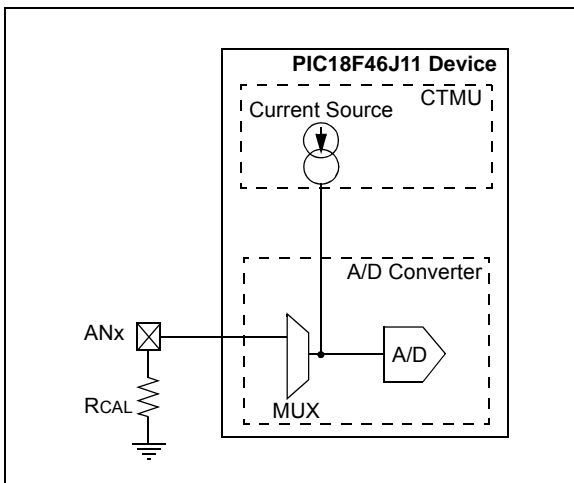 PIC18F46J11 Device
CTMU
Current Source
A/D Converter
ANx
A/D
RCAL
MUX